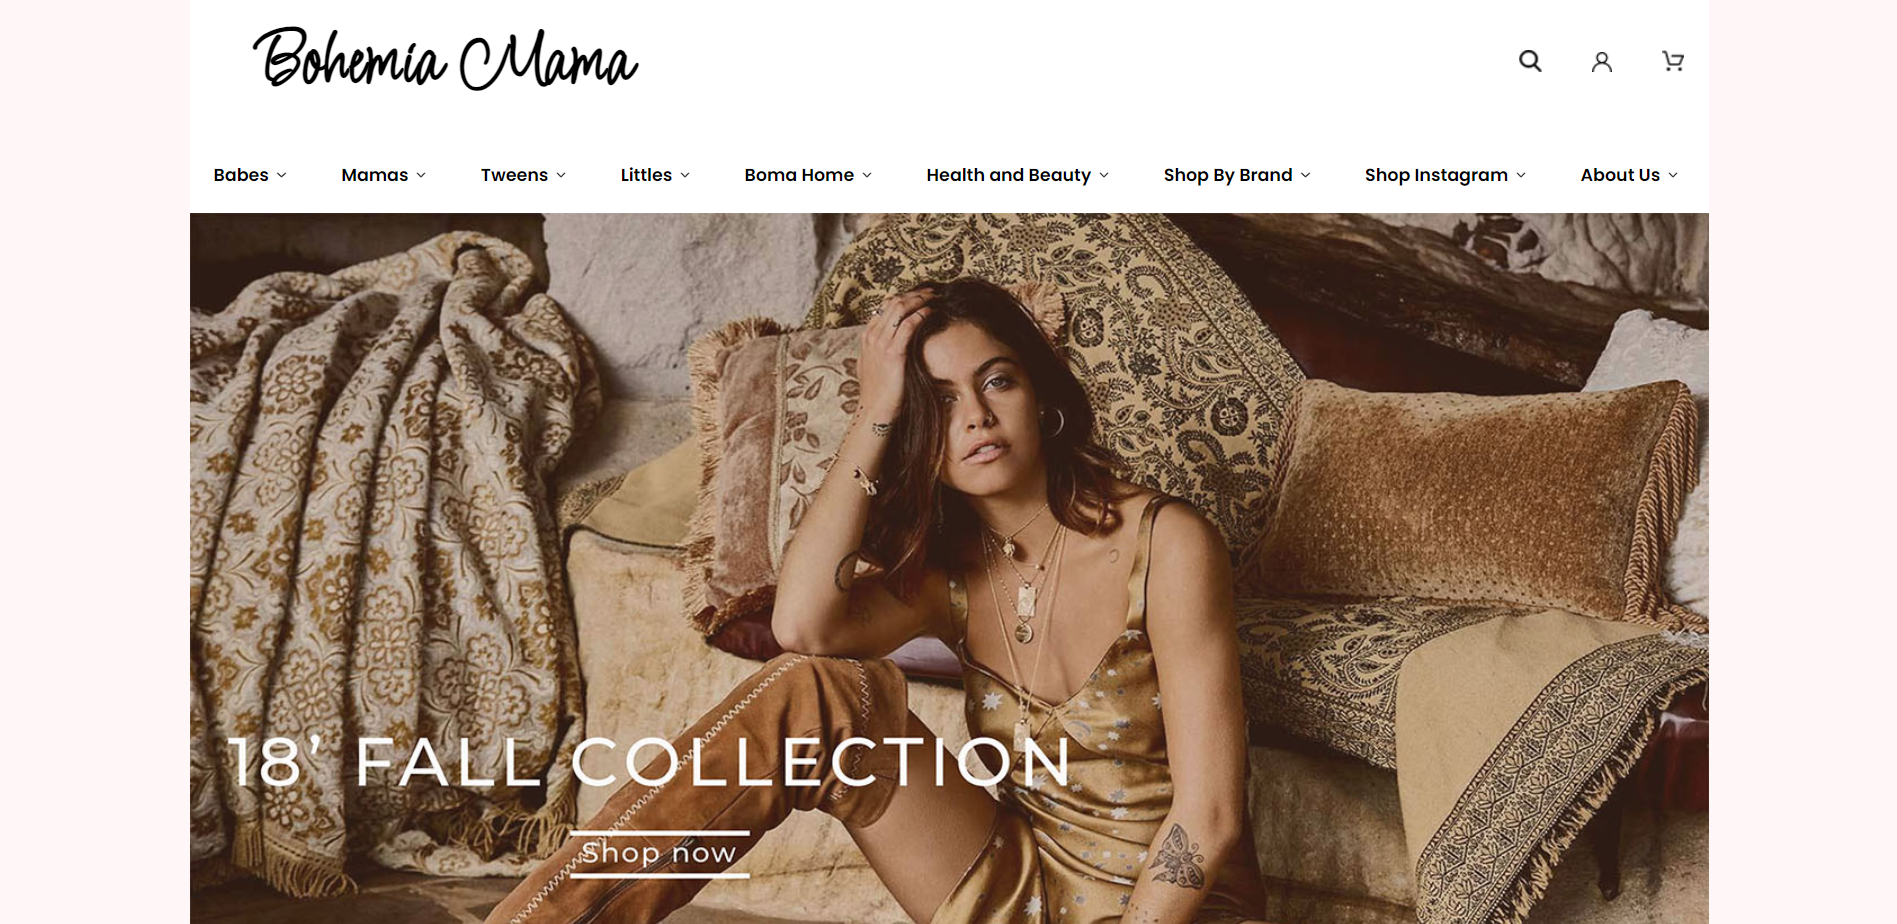 Bohemia Mama
Babes Mamas Tweens Littles Boma Home Health and Beauty Shop By Brand Shop Instagram About Us
18’ FALL COLLECTION
Shop now